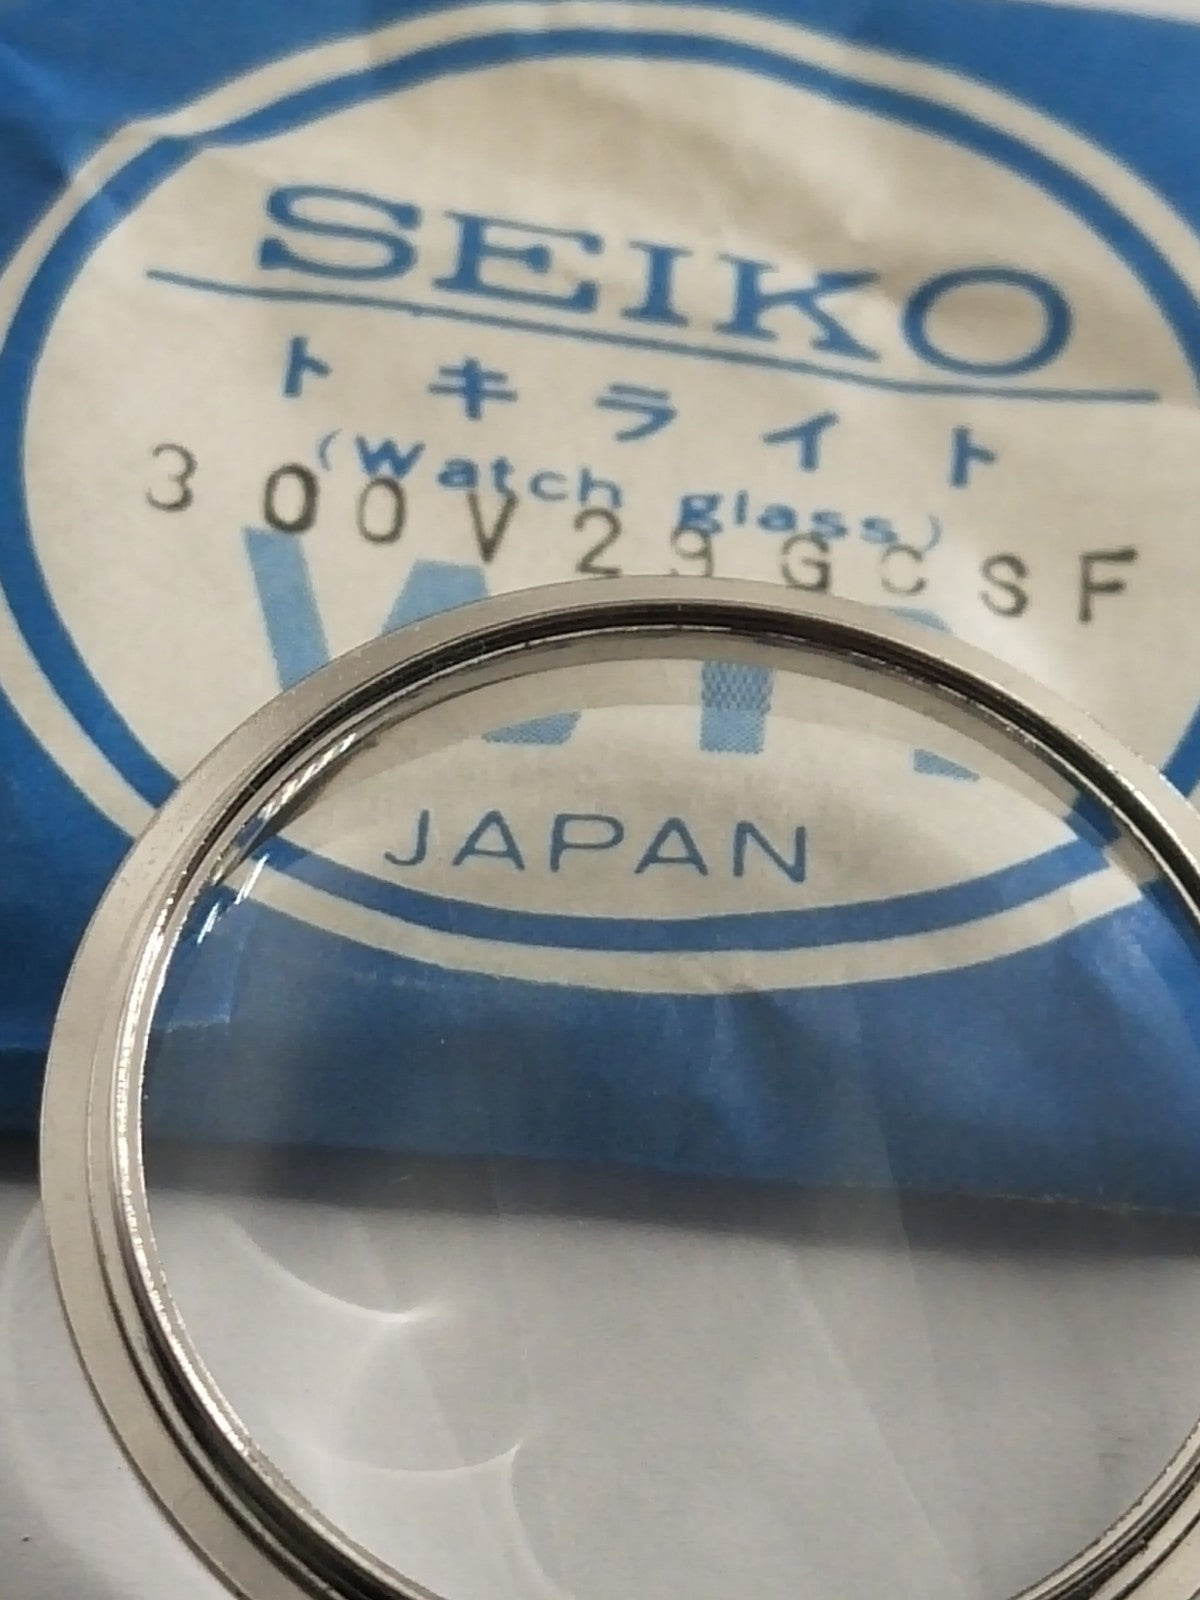 SEIKO
トキライト
(Watch glass)
300V29GCSF
JAPAN